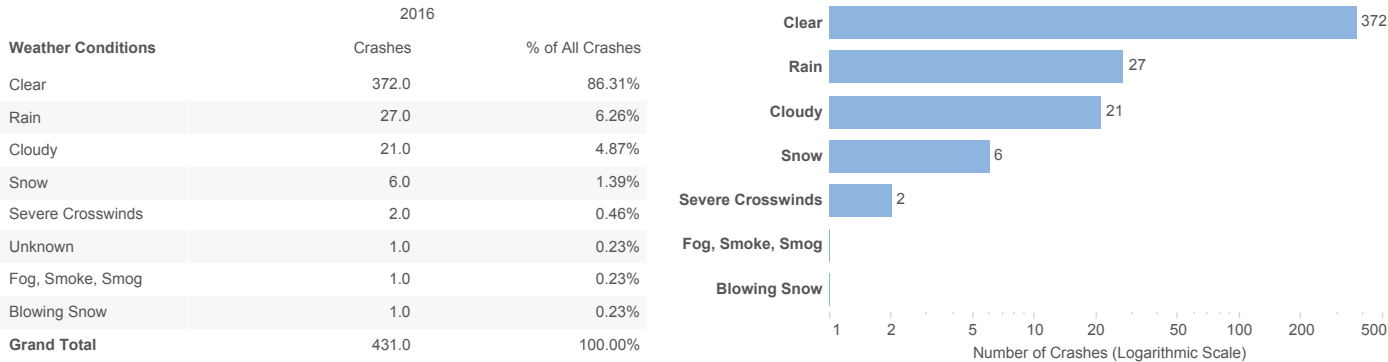 2016
Weather Conditions Crashes % of All Crashes
Clear 372.0 86.31%
Rain 27.0 6.26%
Cloudy 21.0 4.87%
Snow 6.0 1.39%
Severe Crosswinds 2.0 0.46%
Unknown 1.0 0.23%
Fog, Smoke, Smog 1.0 0.23%
Blowing Snow 1.0 0.23%
Grand Total 431.0 100.00%
Clear 372
Rain 27
Cloudy 21
Snow 6
Severe Crosswinds 2
Fog, Smoke, Smog
Blowing Snow
1 2 5 10 20 50 100 200 500
Number of Crashes (Logarithmic Scale)